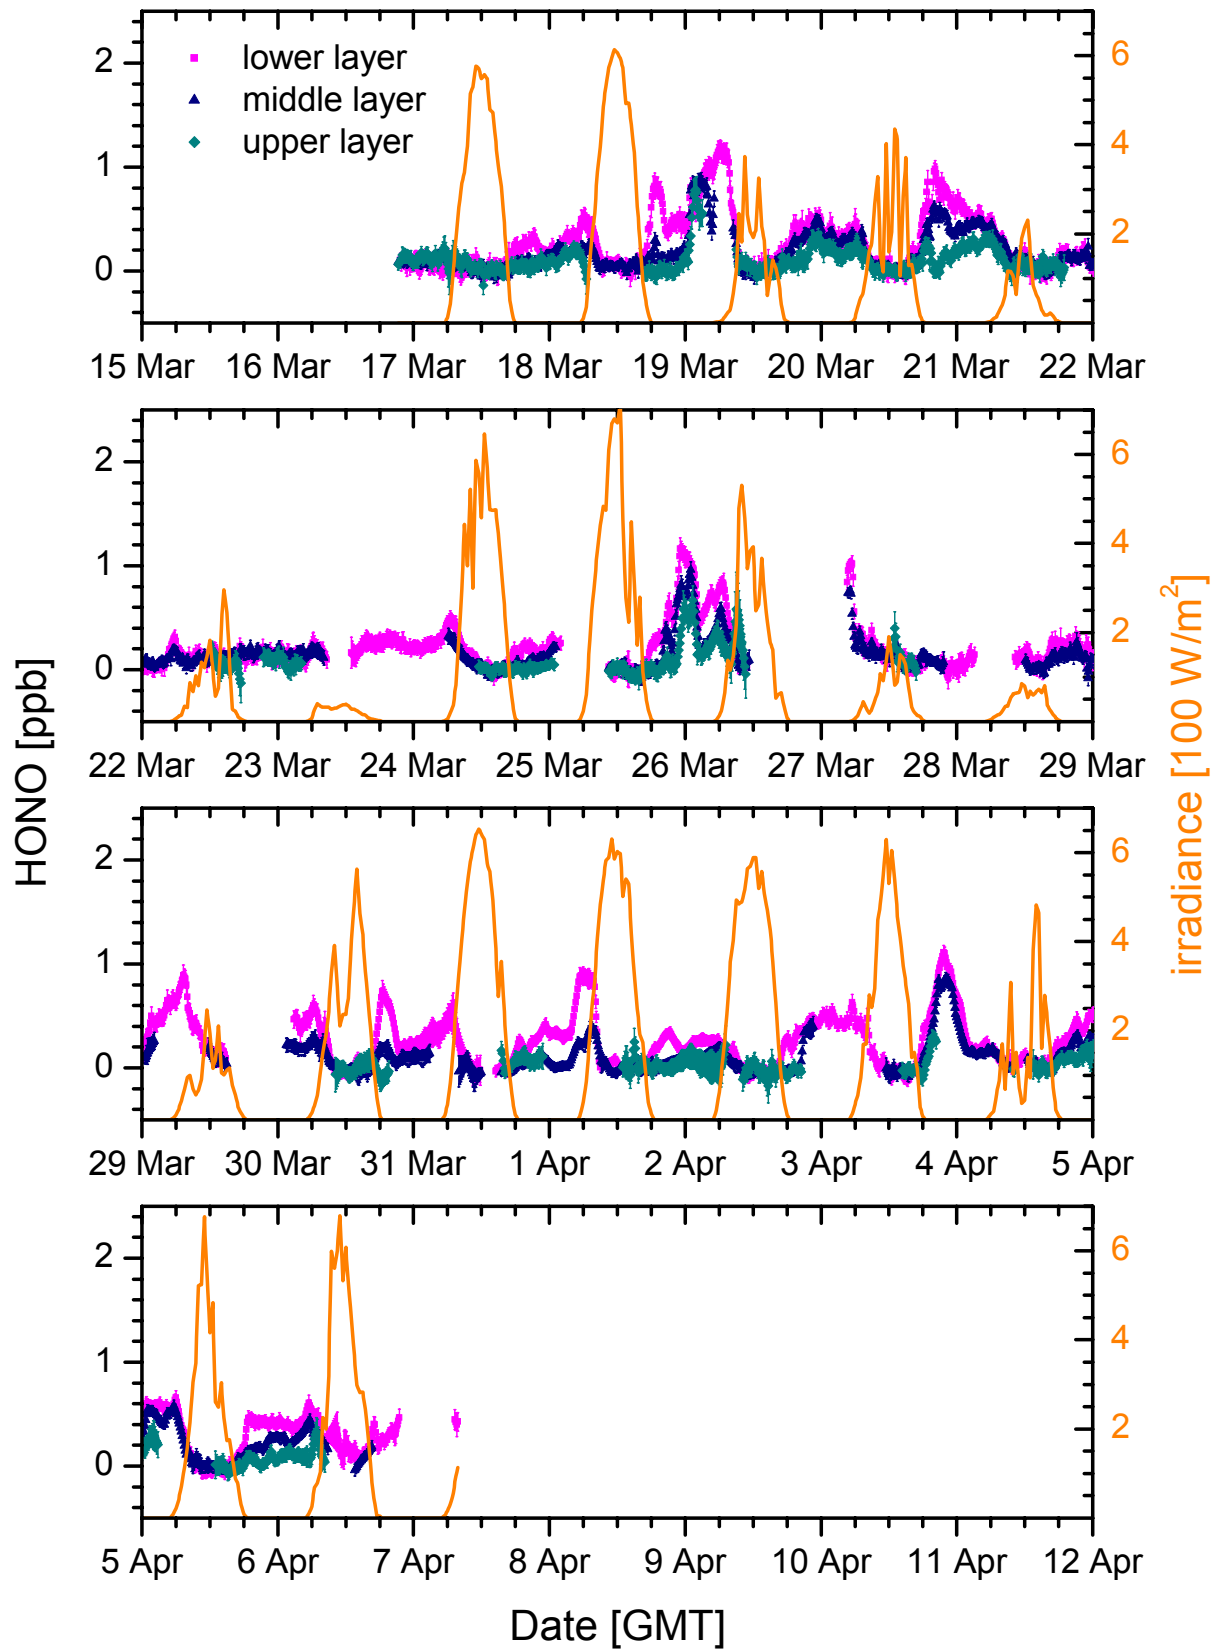 lower layer
middle layer
upper layer
2
1
0
6
4
2
15 Mar 16 Mar 17 Mar 18 Mar 19 Mar 20 Mar 21 Mar 22 Mar
2
1
0
6
4
2
22 Mar 23 Mar 24 Mar 25 Mar 26 Mar 27 Mar 28 Mar 29 Mar
HONO [ppb]
irradiance [100 W/m²]
2
1
0
6
4
2
29 Mar 30 Mar 31 Mar 1 Apr 2 Apr 3 Apr 4 Apr 5 Apr
2
1
0
6
4
2
5 Apr 6 Apr 7 Apr 8 Apr 9 Apr 10 Apr 11 Apr 12 Apr
Date [GMT]